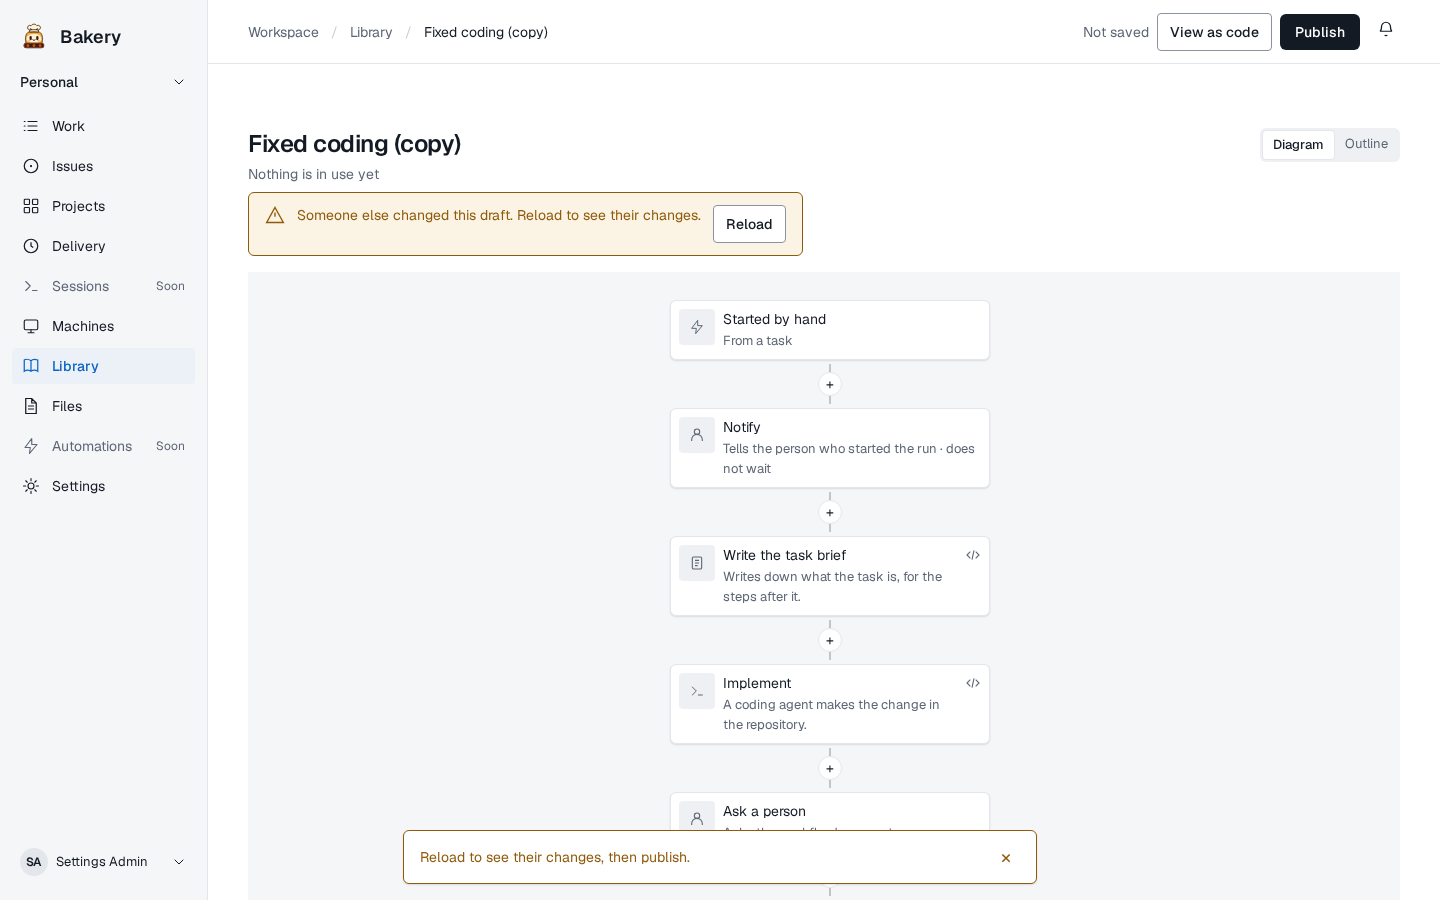 Bakery
Workspace / Library / Fixed coding (copy)
Not saved
View as code
Publish
Personal
Work
Issues
Projects
Delivery
Sessions Soon
Machines
Library
Files
Automations Soon
Settings
SA Settings Admin
Fixed coding (copy)
Diagram
Outline
Nothing is in use yet
Someone else changed this draft. Reload to see their changes.
Reload
Started by hand
From a task
+
Notify
Tells the person who started the run · does
not wait
+
Write the task brief
Writes down what the task is, for the
steps after it.
+
Implement
A coding agent makes the change in
the repository.
+
Ask a person
Reload to see their changes, then publish.